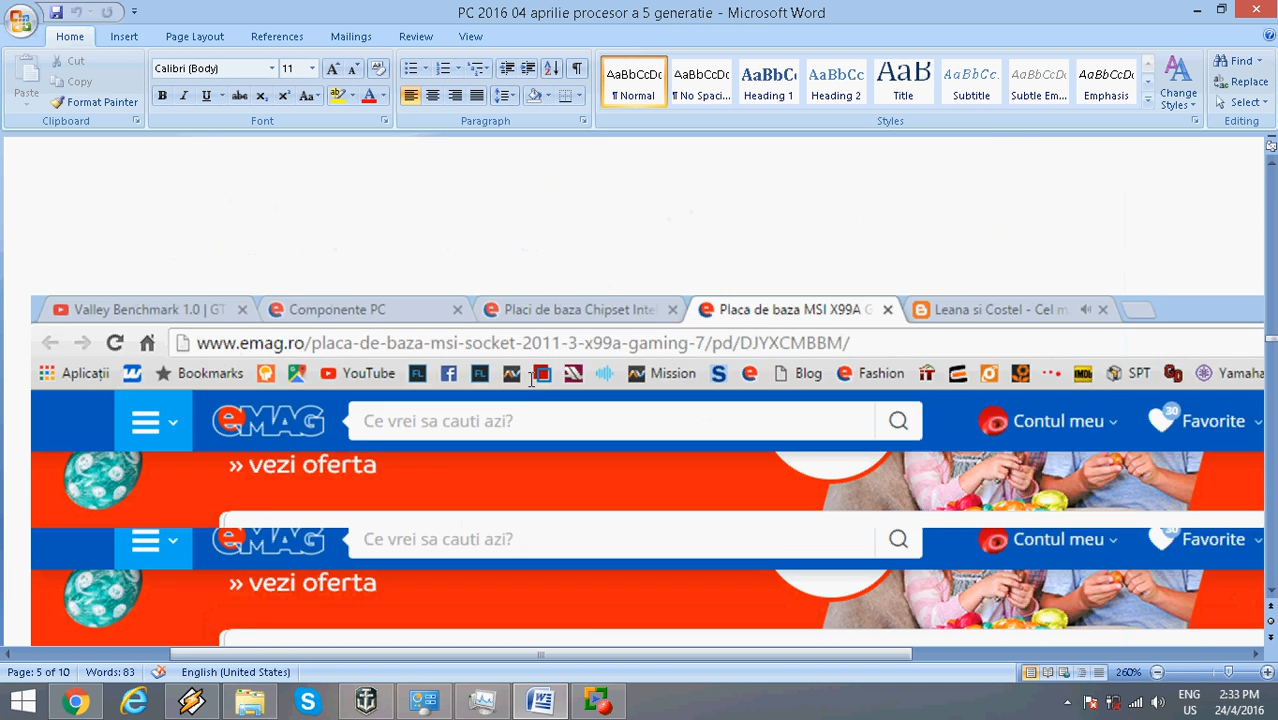 PC 2016 04 aprilie procesor a 5 generatie - Microsoft Word
Home Insert Page Layout References Mailings Review View
Cut
Copy
Format Painter
Paste
Clipboard
Calibri (Body) 11
Font
Paragraph
AaBbCcDc AaBbCcDc AaBbC AaBbCc AaB AaBbCc. AaBbCcDc AaBbCcDc
¶ Normal ¶ No Spaci... Heading 1 Heading 2 Title Subtitle Subtle Em... Emphasis
Styles
Change Styles
Find
Replace
Select
Editing
Valley Benchmark 1.0 | GT Componente PC Placi de baza Chipset Inte Placa de baza MSI X99A G Leana si Costel - Cel m
www.emag.ro/placa-de-baza-msi-socket-2011-3-x99a-gaming-7/pd/DJYXCMBBM/
Aplicații Bookmarks YouTube FL FL Mission Blog Fashion SPT Yamaha
eMAG Ce vrei sa cauti azi? Contul meu 30 Favorite
» vezi oferta
eMAG Ce vrei sa cauti azi? Contul meu 30 Favorite
» vezi oferta
Page: 5 of 10 Words: 83 English (United States) 260%
ENG 2:33 PM
US 24/4/2016